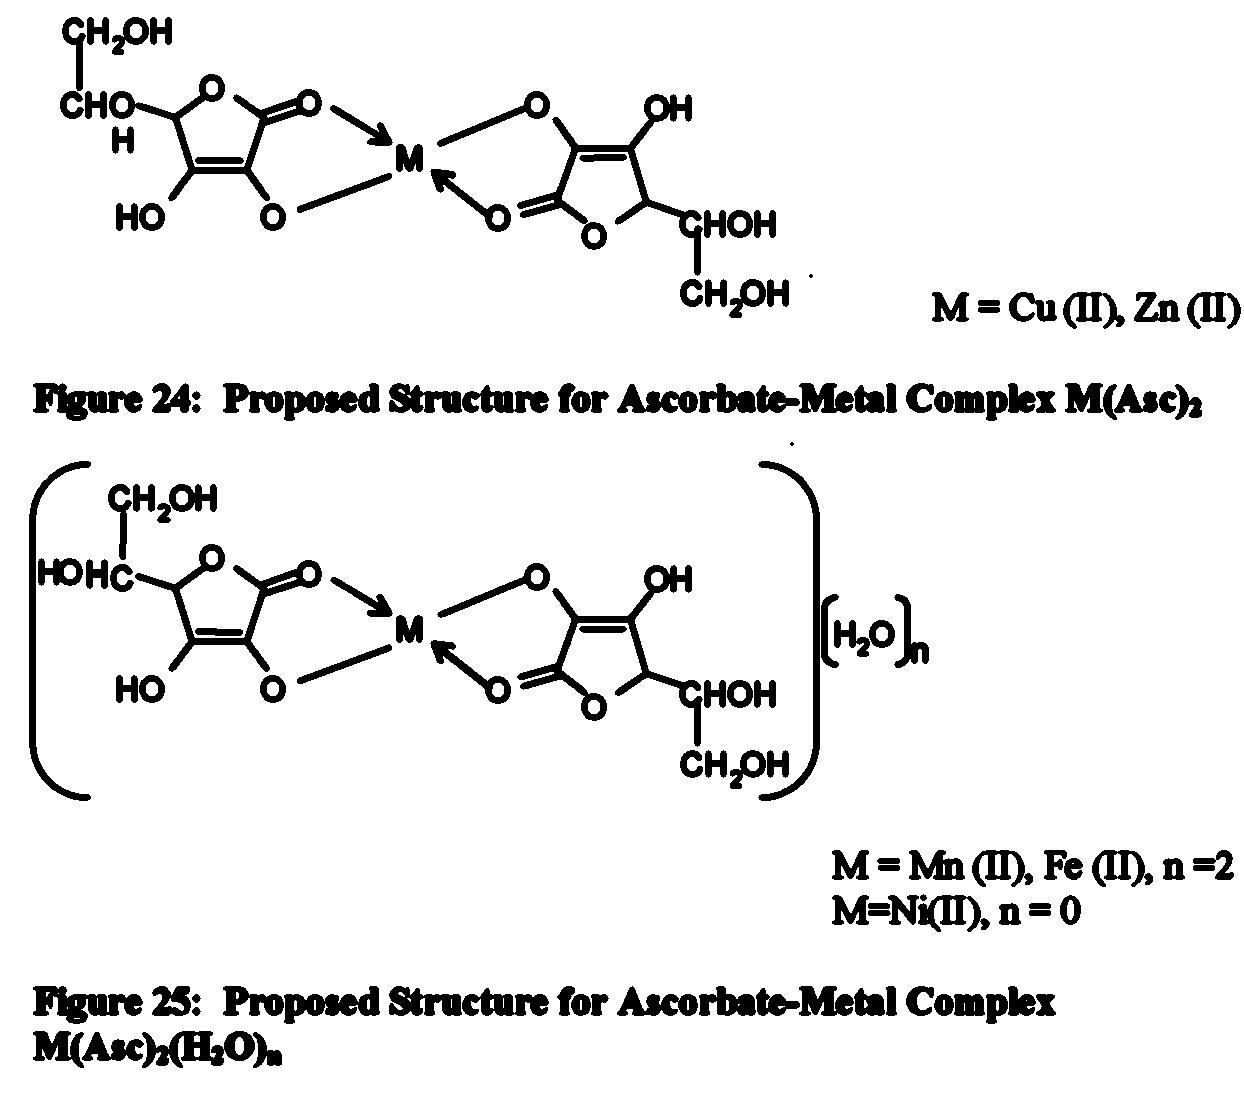 CH2OH
CHO
H
O
O
M
HO
O
O
OH
O
O
CHOH
CH2OH
M = Cu (II), Zn (II)
Figure 24: Proposed Structure for Ascorbate-Metal Complex M(Asc)2
CH2OH
HOHC
O
O
M
HO
O
O
OH
O
O
CHOH
CH2OH
[H2O]n
M = Mn (II), Fe (II), n =2
M=Ni(II), n = 0
Figure 25: Proposed Structure for Ascorbate-Metal Complex
M(Asc)2(H2O)n